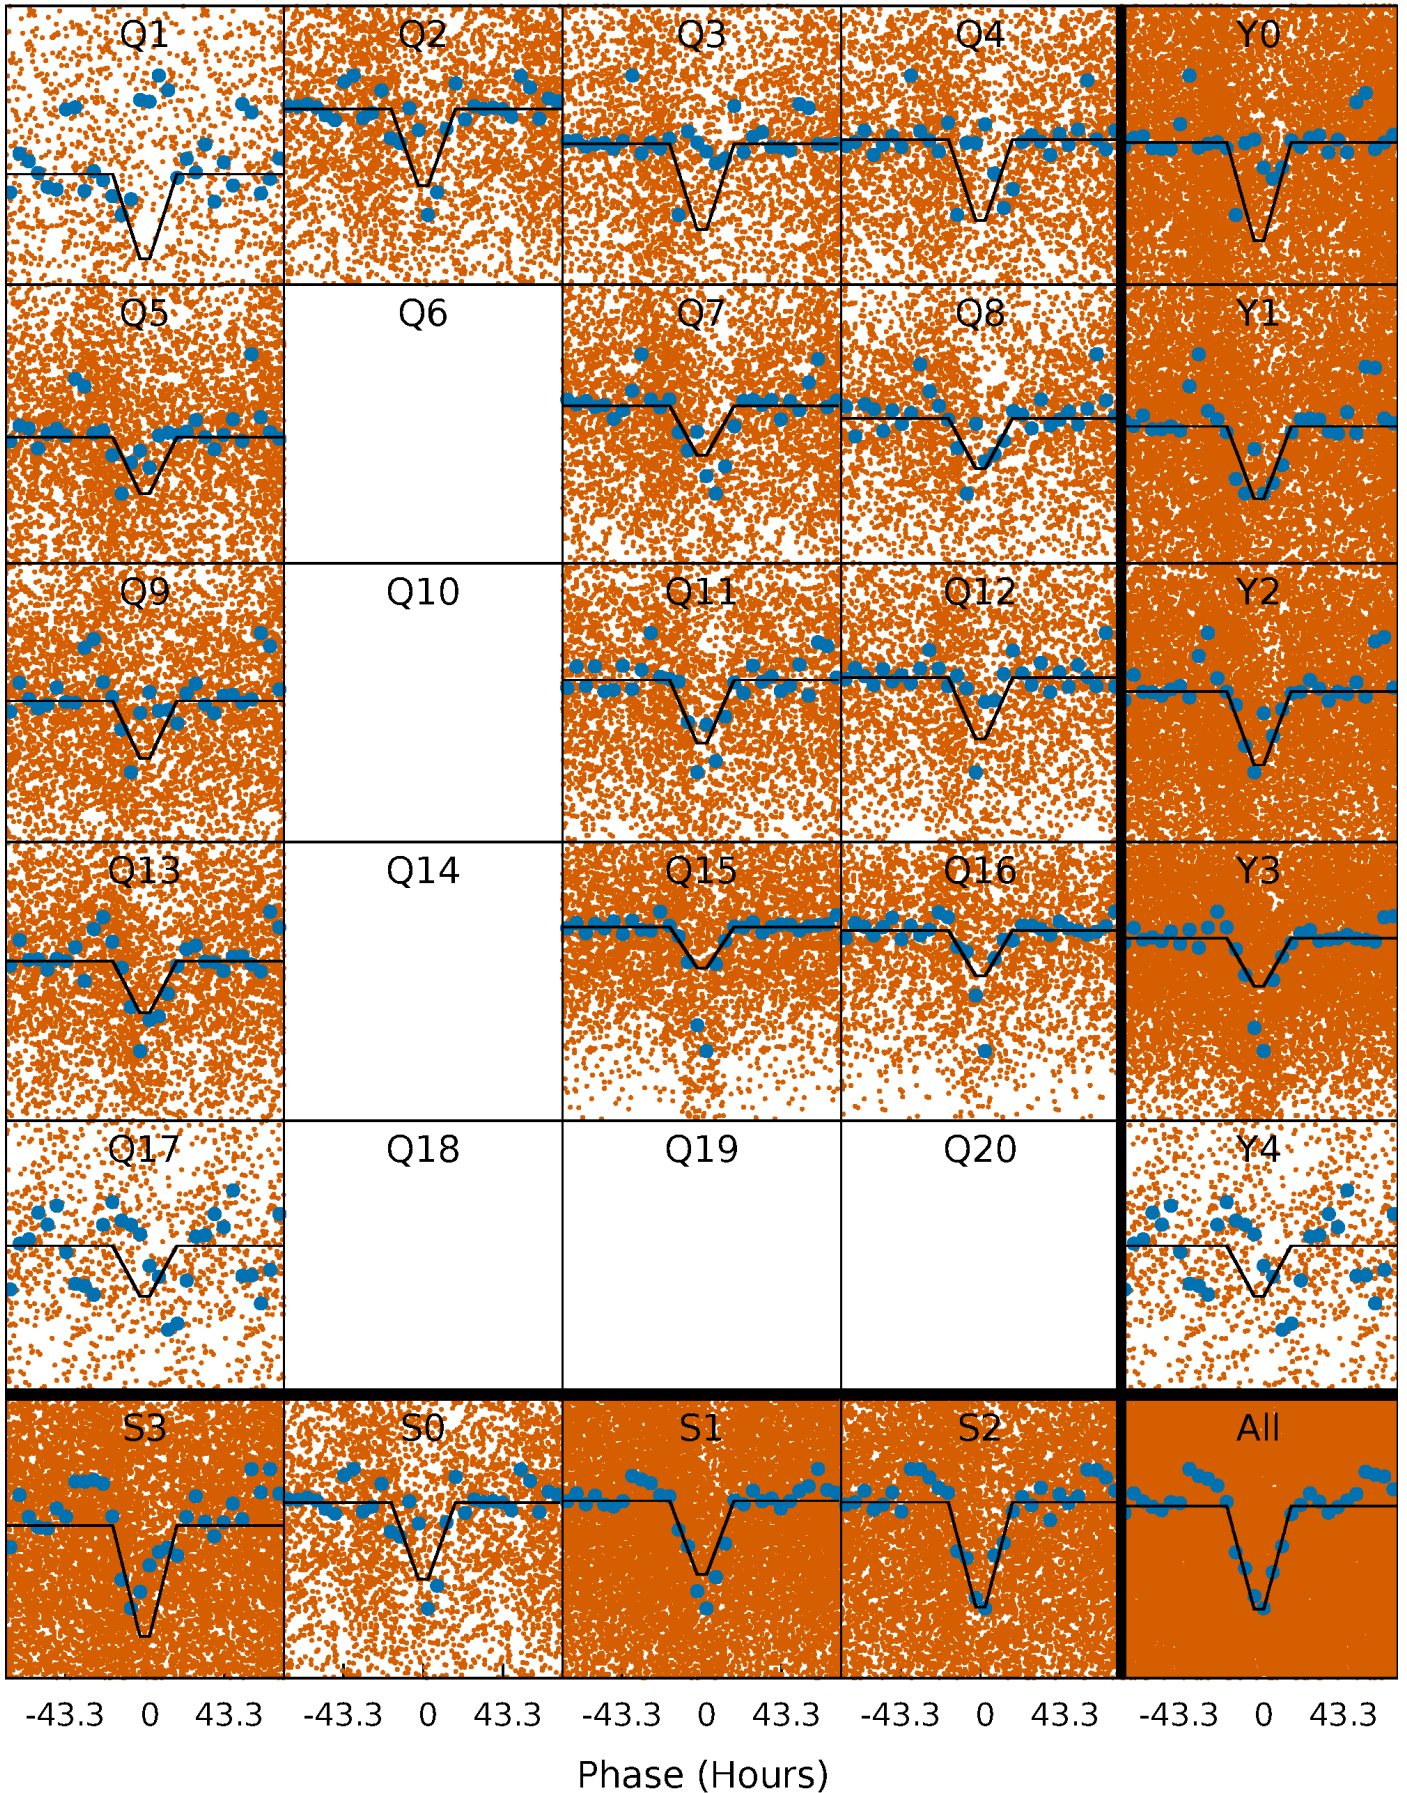 Q1 Q2 Q3 Q4 Y0
Q5 Q6 Q7 Q8 Y1
Q9 Q10 Q11 Q12 Y2
Q13 Q14 Q15 Q16 Y3
Q17 Q18 Q19 Q20 Y4
S3 S0 S1 S2 All
-43.3 0 43.3 -43.3 0 43.3 -43.3 0 43.3 -43.3 0 43.3 -43.3 0 43.3
Phase (Hours)